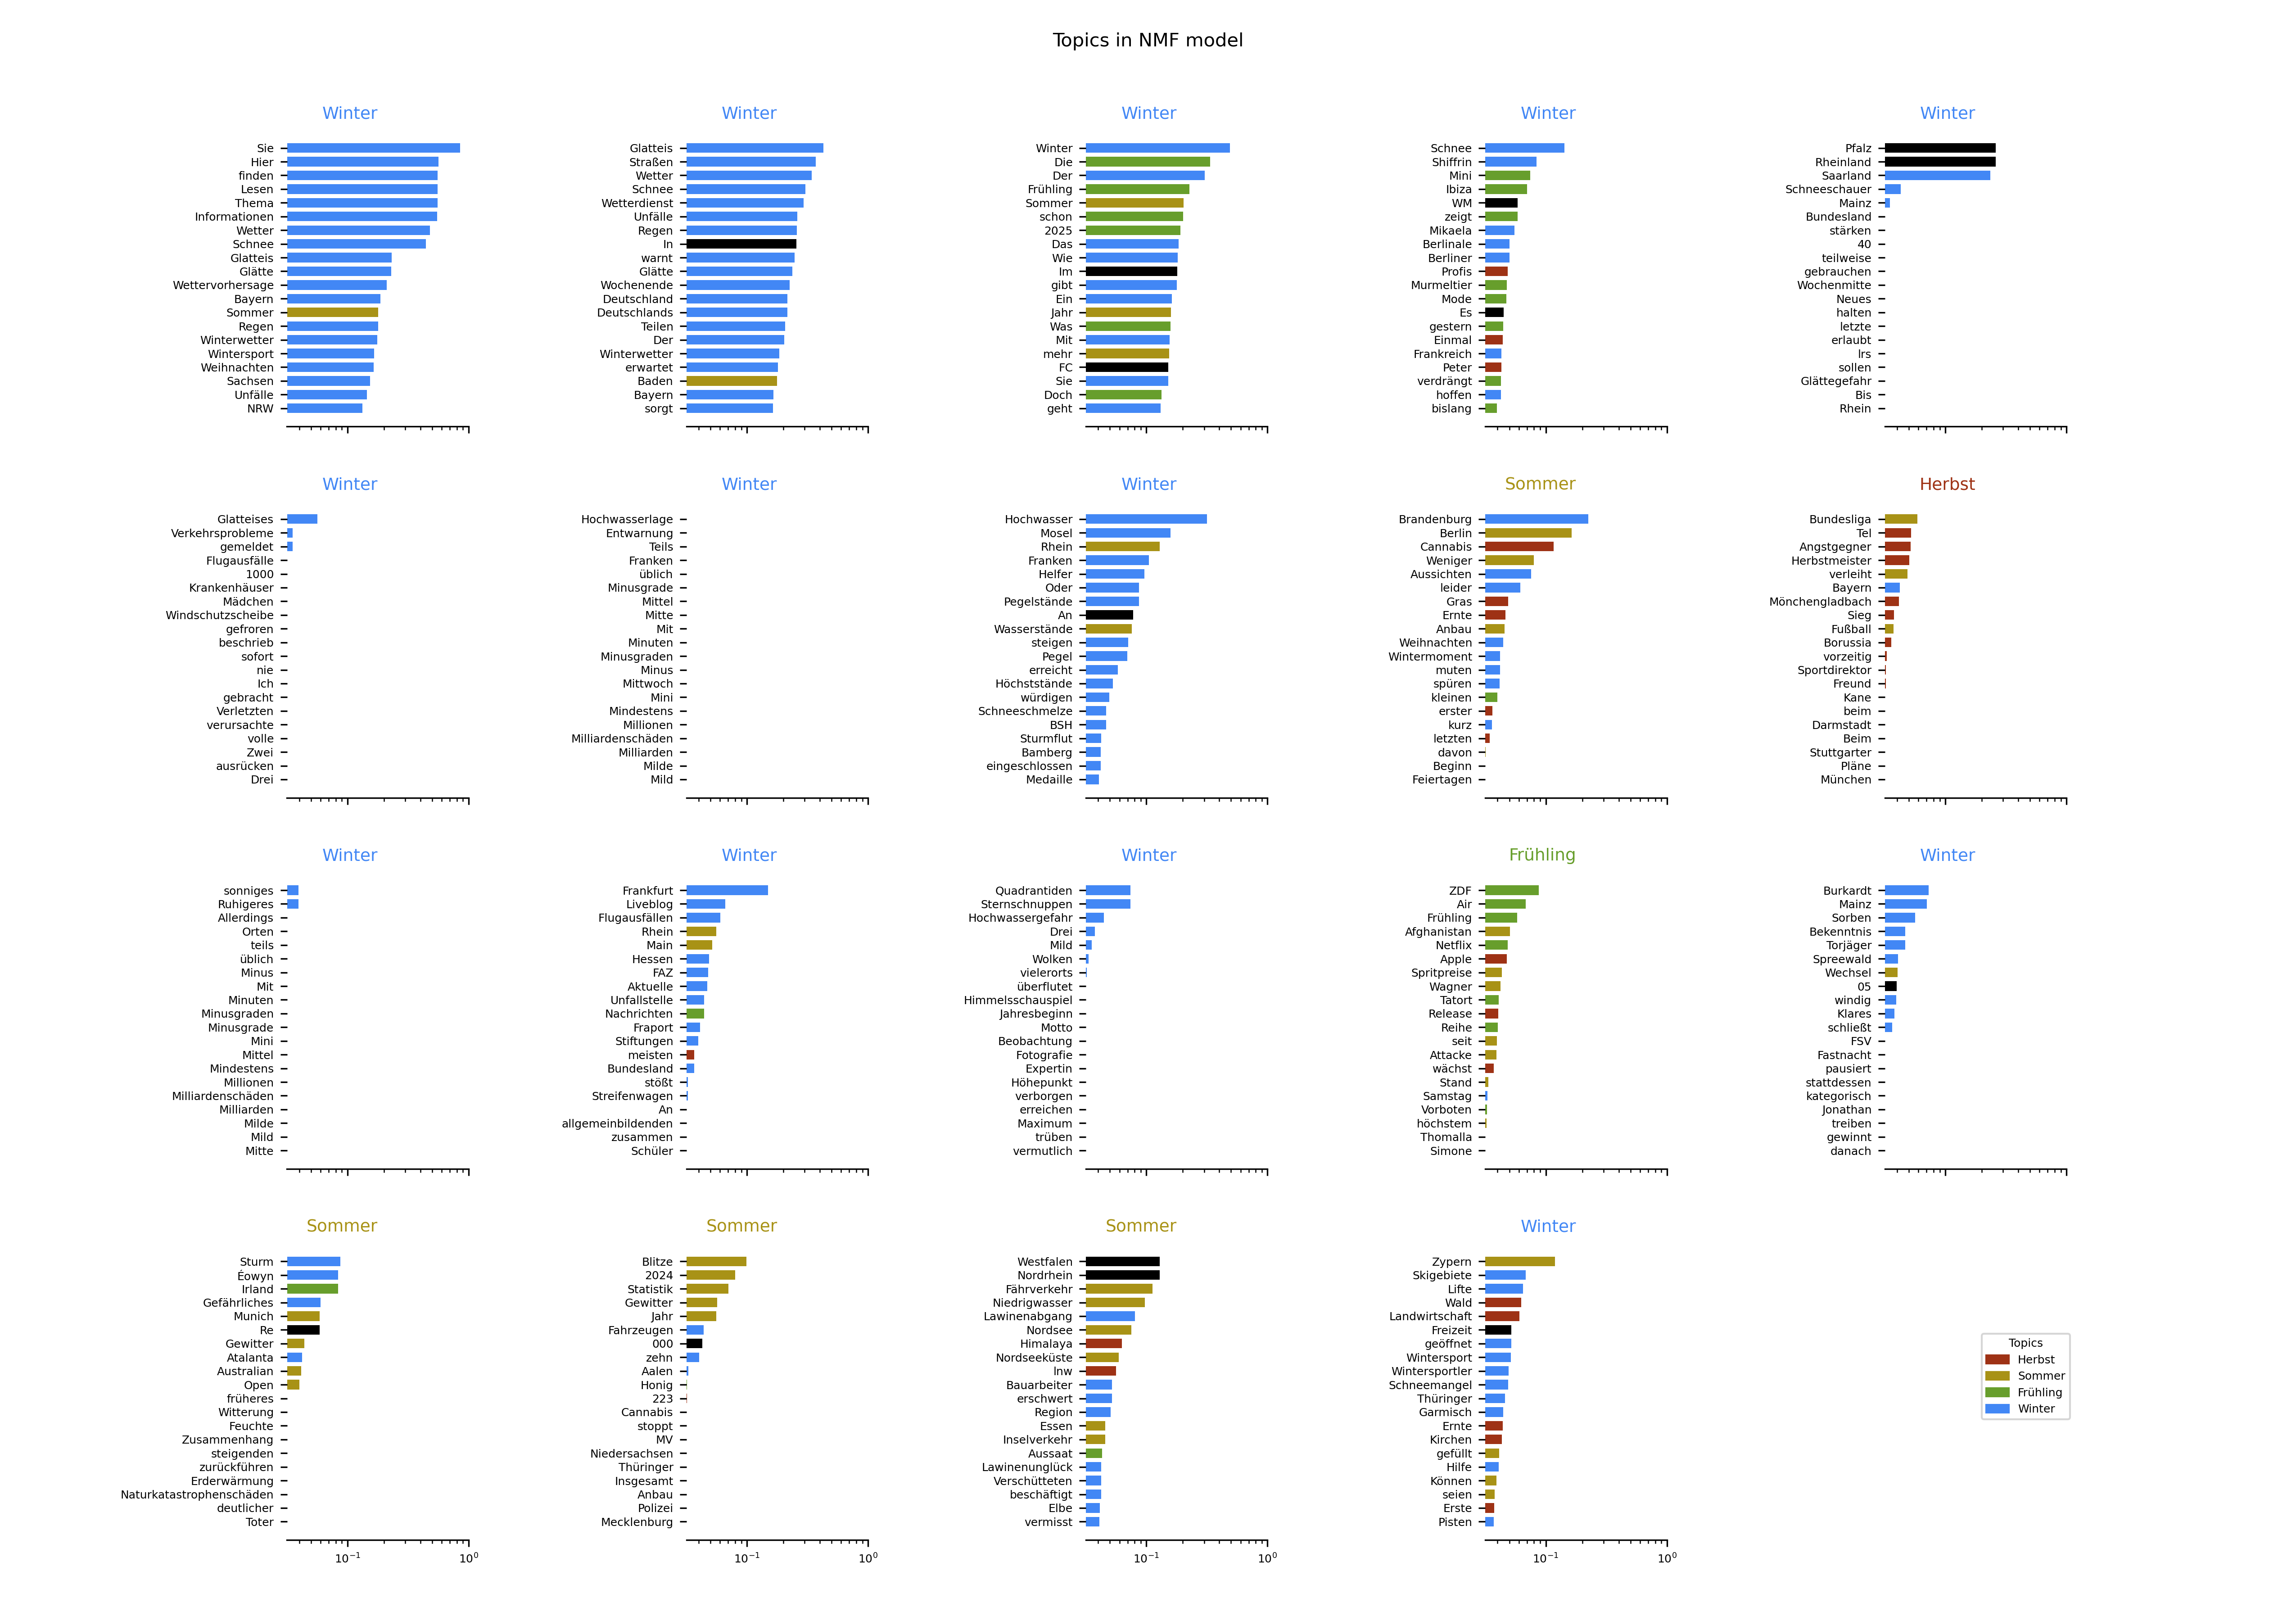 Topics in NMF model
Winter
Sie
Hier
finden
Lesen
Thema
Informationen
Wetter
Schnee
Glatteis
Glätte
Wettervorhersage
Bayern
Sommer
Regen
Winterwetter
Wintersport
Weihnachten
Sachsen
Unfälle
NRW
Winter
Glatteis
Straßen
Wetter
Schnee
Wetterdienst
Unfälle
Regen
In
warnt
Glätte
Wochenende
Deutschland
Deutschlands
Teilen
Der
Winterwetter
erwartet
Baden
Bayern
sorgt
Winter
Winter
Die
Der
Frühling
Sommer
schon
2025
Das
Wie
Im
gibt
Ein
Jahr
Was
Mit
mehr
FC
Sie
Doch
geht
Winter
Schnee
Shiffrin
Mini
Ibiza
WM
zeigt
Mikaela
Berlinale
Berliner
Profis
Murmeltier
Mode
Es
gestern
Einmal
Frankreich
Peter
verdrängt
hoffen
bislang
Winter
Pfalz
Rheinland
Saarland
Schneeschauer
Mainz
Bundesland
stärken
40
teilweise
gebrauchen
Wochenmitte
Neues
halten
letzte
erlaubt
lrs
sollen
Glättegefahr
Bis
Rhein
Winter
Glatteises
Verkehrsprobleme
gemeldet
Flugausfälle
1000
Krankenhäuser
Mädchen
Windschutzscheibe
gefroren
beschrieb
sofort
nie
Ich
gebracht
Verletzten
verursachte
volle
Zwei
ausrücken
Drei
Winter
Hochwasserlage
Entwarnung
Teils
Franken
üblich
Minusgrade
Mittel
Mitte
Mit
Minuten
Minusgraden
Minus
Mittwoch
Mini
Mindestens
Millionen
Milliardenschäden
Milliarden
Milde
Mild
Winter
Hochwasser
Mosel
Rhein
Franken
Helfer
Oder
Pegelstände
An
Wasserstände
steigen
Pegel
erreicht
Höchststände
würdigen
Schneeschmelze
BSH
Sturmflut
Bamberg
eingeschlossen
Medaille
Sommer
Brandenburg
Berlin
Cannabis
Weniger
Aussichten
leider
Gras
Ernte
Anbau
Weihnachten
Wintermoment
muten
spüren
kleinen
erster
kurz
letzten
davon
Beginn
Feiertagen
Herbst
Bundesliga
Tel
Angstgegner
Herbstmeister
verleiht
Bayern
Mönchengladbach
Sieg
Fußball
Borussia
vorzeitig
Sportdirektor
Freund
Kane
beim
Darmstadt
Beim
Stuttgarter
Pläne
München
Winter
sonniges
Ruhigeres
Allerdings
Orten
teils
üblich
Minus
Mit
Minuten
Minusgraden
Minusgrade
Mini
Mittel
Mindestens
Millionen
Milliardenschäden
Milliarden
Milde
Mild
Mitte
Winter
Frankfurt
Liveblog
Flugausfällen
Rhein
Main
Hessen
FAZ
Aktuelle
Unfallstelle
Nachrichten
Fraport
Stiftungen
meisten
Bundesland
stößt
Streifenwagen
An
allgemeinbildenden
zusammen
Schüler
Winter
Quadrantiden
Sternschnuppen
Hochwassergefahr
Drei
Mild
Wolken
vielerorts
überflutet
Himmelsschauspiel
Jahresbeginn
Motto
Beobachtung
Fotografie
Expertin
Höhepunkt
verborgen
erreichen
Maximum
trüben
vermutlich
Frühling
ZDF
Air
Frühling
Afghanistan
Netflix
Apple
Spritpreise
Wagner
Tatort
Release
Reihe
seit
Attacke
wächst
Stand
Samstag
Vorboten
höchstem
Thomalla
Simone
Winter
Burkardt
Mainz
Sorben
Bekenntnis
Torjäger
Spreewald
Wechsel
05
windig
Klares
schließt
FSV
Fastnacht
pausiert
stattdessen
kategorisch
Jonathan
treiben
gewinnt
danach
Sommer
Sturm
Éowyn
Irland
Gefährliches
Munich
Re
Gewitter
Atalanta
Australian
Open
früheres
Witterung
Feuchte
Zusammenhang
steigenden
zurückführen
Erderwärmung
Naturkatastrophenschäden
deutlicher
Toter
10⁻¹ 10⁰
Sommer
Blitze
2024
Statistik
Gewitter
Jahr
Fahrzeugen
000
zehn
Aalen
Honig
223
Cannabis
stoppt
MV
Niedersachsen
Thüringer
Insgesamt
Anbau
Polizei
Mecklenburg
10⁻¹ 10⁰
Sommer
Westfalen
Nordrhein
Fährverkehr
Niedrigwasser
Lawinenabgang
Nordsee
Himalaya
Nordseeküste
lnw
Bauarbeiter
erschwert
Region
Essen
Inselverkehr
Aussaat
Lawinenunglück
Verschütteten
beschäftigt
Elbe
vermisst
10⁻¹ 10⁰
Winter
Zypern
Skigebiete
Lifte
Wald
Landwirtschaft
Freizeit
geöffnet
Wintersport
Wintersportler
Schneemangel
Thüringer
Garmisch
Ernte
Kirchen
gefüllt
Hilfe
Können
seien
Erste
Pisten
10⁻¹ 10⁰
Topics
Herbst
Sommer
Frühling
Winter